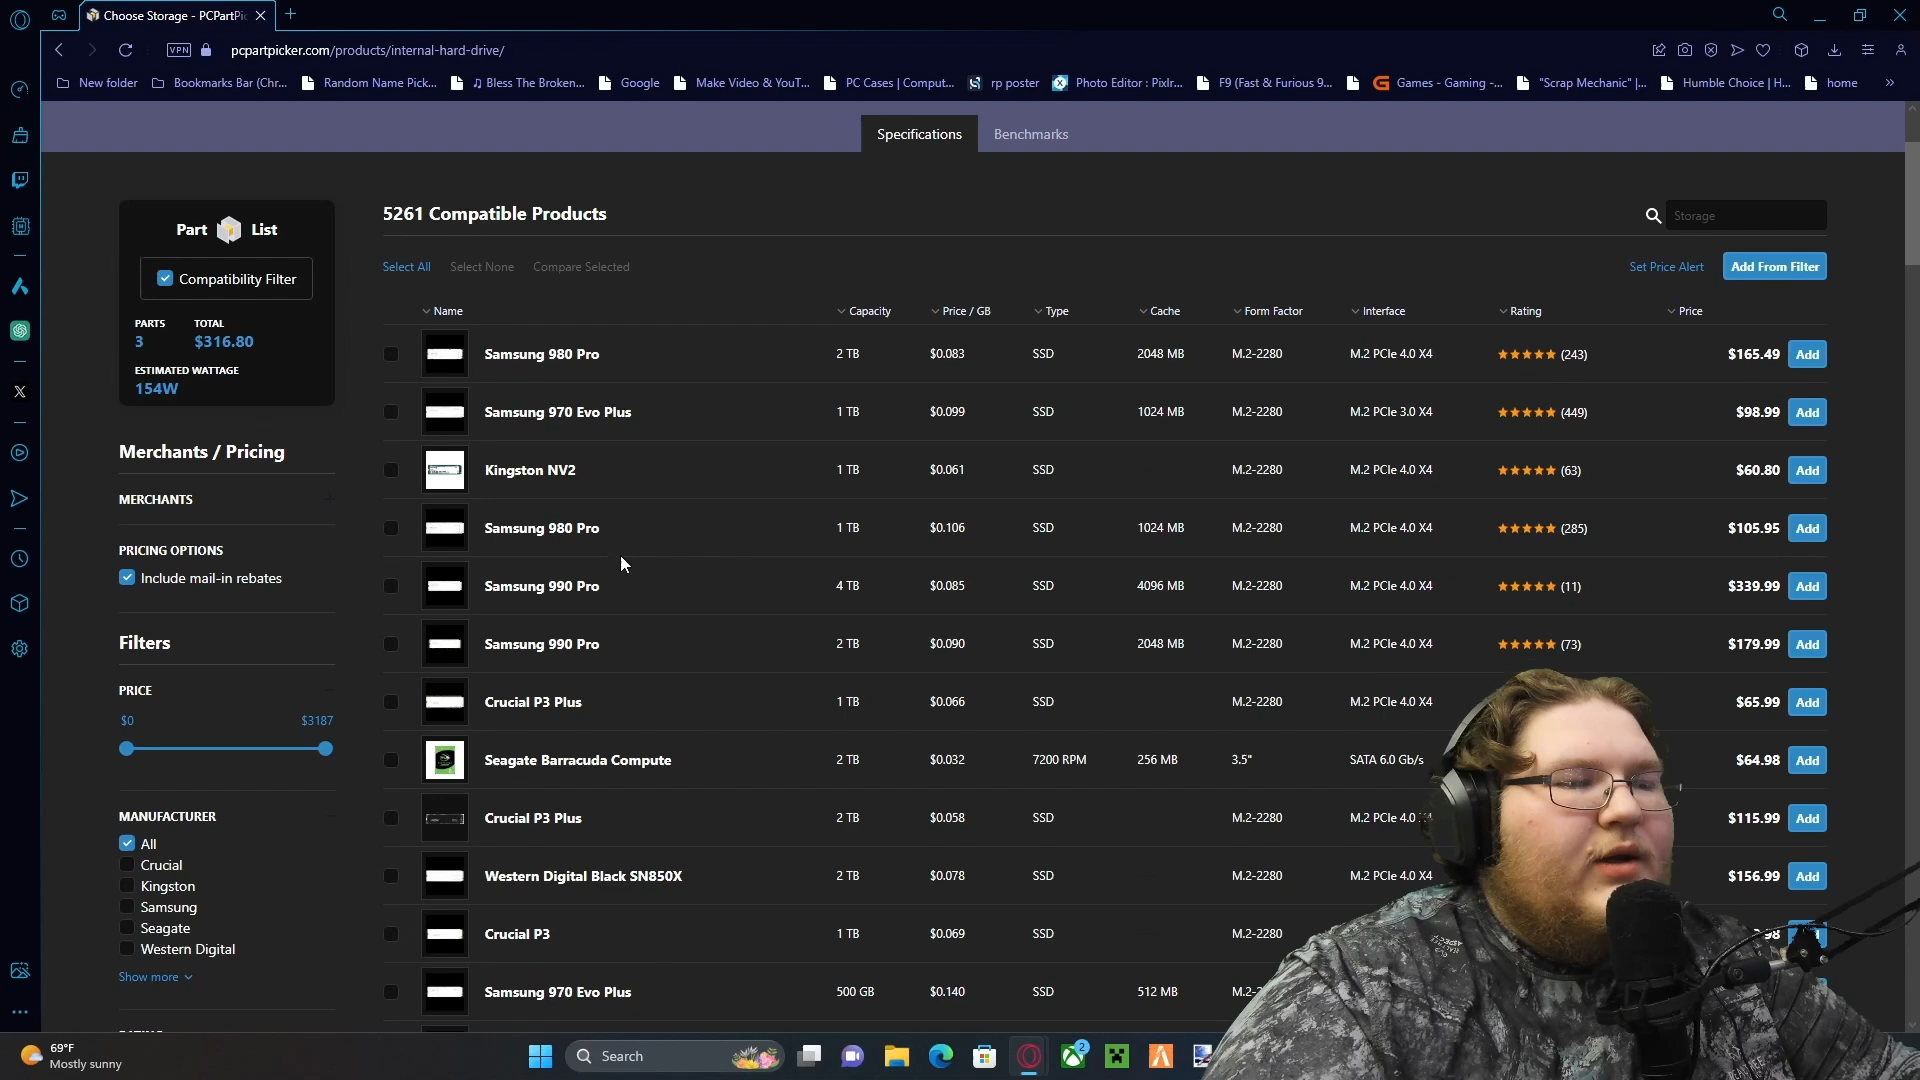 Choose Storage - PCPartPic
VPN
pcpartpicker.com/products/internal-hard-drive/
New folder
Bookmarks Bar (Chr...
Random Name Pick...
♫ Bless The Broken...
Google
Make Video & YouT...
PC Cases | Comput...
rp poster
Photo Editor : Pixlr...
F9 (Fast & Furious 9...
Games - Gaming -...
"Scrap Mechanic" |...
Humble Choice | H...
home
Specifications
Benchmarks
Part List
Compatibility Filter
PARTS TOTAL
3 $316.80
ESTIMATED WATTAGE
154W
Merchants / Pricing
MERCHANTS
PRICING OPTIONS
Include mail-in rebates
Filters
PRICE
$0 $3187
MANUFACTURER
All
Crucial
Kingston
Samsung
Seagate
Western Digital
Show more
5261 Compatible Products
Storage
Select All Select None Compare Selected
Set Price Alert Add From Filter
Name Capacity Price / GB Type Cache Form Factor Interface Rating Price
Samsung 980 Pro 2 TB $0.083 SSD 2048 MB M.2-2280 M.2 PCIe 4.0 X4 (243) $165.49 Add
Samsung 970 Evo Plus 1 TB $0.099 SSD 1024 MB M.2-2280 M.2 PCIe 3.0 X4 (449) $98.99 Add
Kingston NV2 1 TB $0.061 SSD M.2-2280 M.2 PCIe 4.0 X4 (63) $60.80 Add
Samsung 980 Pro 1 TB $0.106 SSD 1024 MB M.2-2280 M.2 PCIe 4.0 X4 (285) $105.95 Add
Samsung 990 Pro 4 TB $0.085 SSD 4096 MB M.2-2280 M.2 PCIe 4.0 X4 (11) $339.99 Add
Samsung 990 Pro 2 TB $0.090 SSD 2048 MB M.2-2280 M.2 PCIe 4.0 X4 (73) $179.99 Add
Crucial P3 Plus 1 TB $0.066 SSD M.2-2280 M.2 PCIe 4.0 X4 $65.99 Add
Seagate Barracuda Compute 2 TB $0.032 7200 RPM 256 MB 3.5" SATA 6.0 Gb/s $64.98 Add
Crucial P3 Plus 2 TB $0.058 SSD M.2-2280 M.2 PCIe 4.0 $115.99 Add
Western Digital Black SN850X 2 TB $0.078 SSD M.2-2280 M.2 PCIe 4.0 X4 $156.99 Add
Crucial P3 1 TB $0.069 SSD M.2-2280
Samsung 970 Evo Plus 500 GB $0.140 SSD 512 MB
69°F
Mostly sunny
Search
2